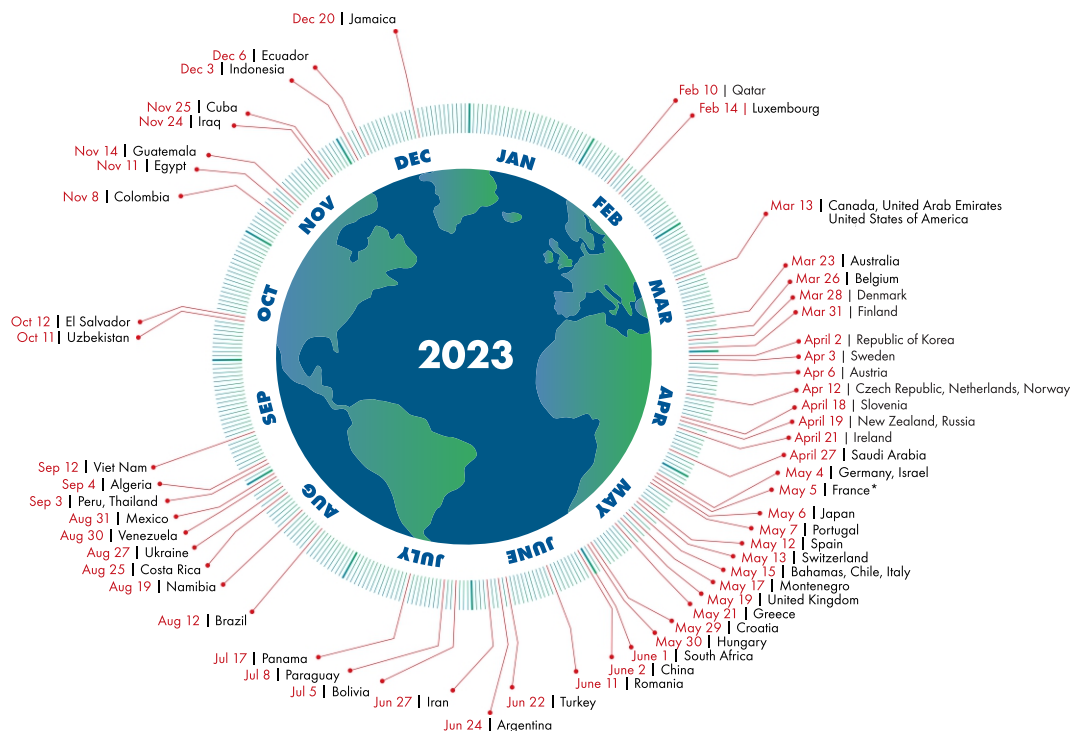 Dec 20 | Jamaica
Dec 6 | Ecuador
Dec 3 | Indonesia
Nov 25 | Cuba
Nov 24 | Iraq
Nov 14 | Guatemala
Nov 11 | Egypt
Nov 8 | Colombia
Oct 12 | El Salvador
Oct 11 | Uzbekistan
Sep 12 | Viet Nam
Sep 4 | Algeria
Sep 3 | Peru, Thailand
Aug 31 | Mexico
Aug 30 | Venezuela
Aug 27 | Ukraine
Aug 25 | Costa Rica
Aug 19 | Namibia
Aug 12 | Brazil
Jul 17 | Panama
Jul 8 | Paraguay
Jul 5 | Bolivia
Jun 27 | Iran
Jun 24 | Argentina
Jun 22 | Turkey
Feb 10 | Qatar
Feb 14 | Luxembourg
Mar 13 | Canada, United Arab Emirates
United States of America
Mar 23 | Australia
Mar 26 | Belgium
Mar 28 | Denmark
Mar 31 | Finland
April 2 | Republic of Korea
Apr 3 | Sweden
Apr 6 | Austria
Apr 12 | Czech Republic, Netherlands, Norway
April 18 | Slovenia
April 19 | New Zealand, Russia
April 21 | Ireland
April 27 | Saudi Arabia
May 4 | Germany, Israel
May 5 | France*
May 6 | Japan
May 7 | Portugal
May 12 | Spain
May 13 | Switzerland
May 15 | Bahamas, Chile, Italy
May 17 | Montenegro
May 19 | United Kingdom
May 21 | Greece
May 29 | Croatia
May 30 | Hungary
June 1 | South Africa
June 2 | China
June 11 | Romania
JAN
FEB
MAR
APR
MAY
JUNE
JULY
AUG
SEP
OCT
NOV
DEC
2023